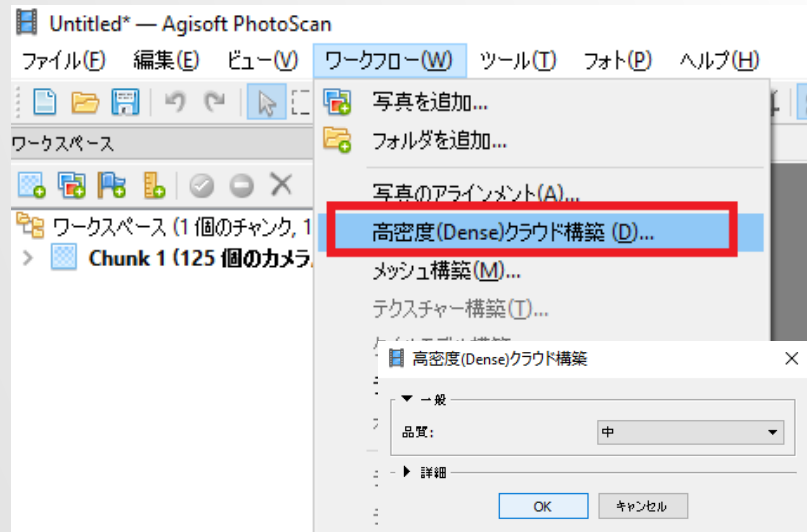 Untitled* — Agisoft PhotoScan
ファイル(F) 編集(E) ビュー(V) ワークフロー(W) ツール(T) フォト(P) ヘルプ(H)
写真を追加...
ワークスペース
フォルダを追加...
写真のアラインメント(A)...
ワークスペース (1 個のチャンク, 1
高密度(Dense)クラウド構築 (D)...
Chunk 1 (125 個のカメラ,
メッシュ構築(M)...
テクスチャー構築(T)...
高密度(Dense)クラウド構築
一般
品質:
中
詳細
OK
キャンセル